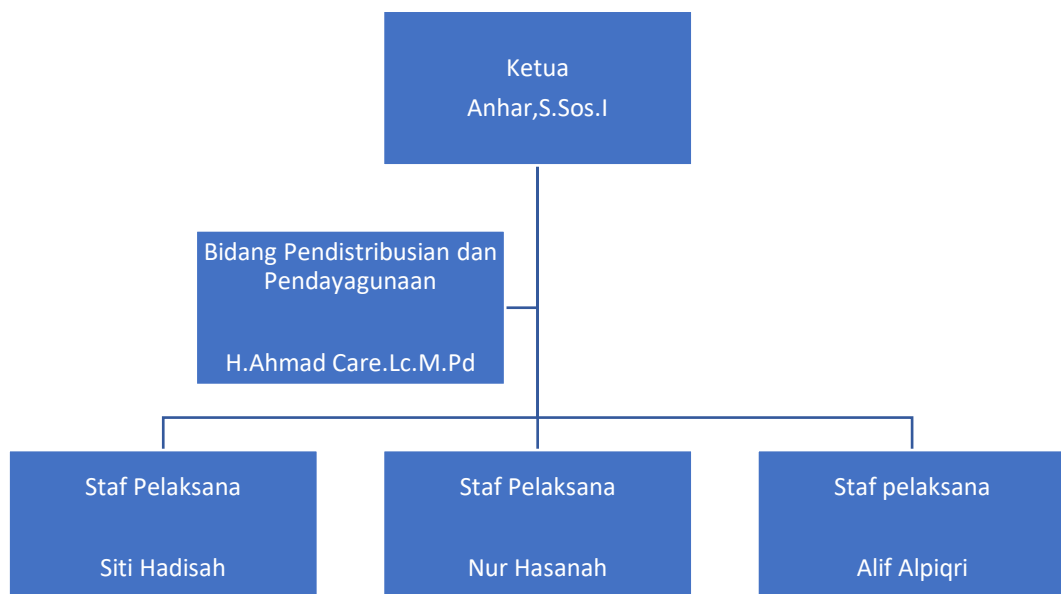 Ketua
Anhar,S.Sos.I
Bidang Pendistribusian dan
Pendayagunaan
H.Ahmad Care.Lc.M.Pd
Staf Pelaksana
Siti Hadisah
Staf Pelaksana
Nur Hasanah
Staf pelaksana
Alif Alpiqri